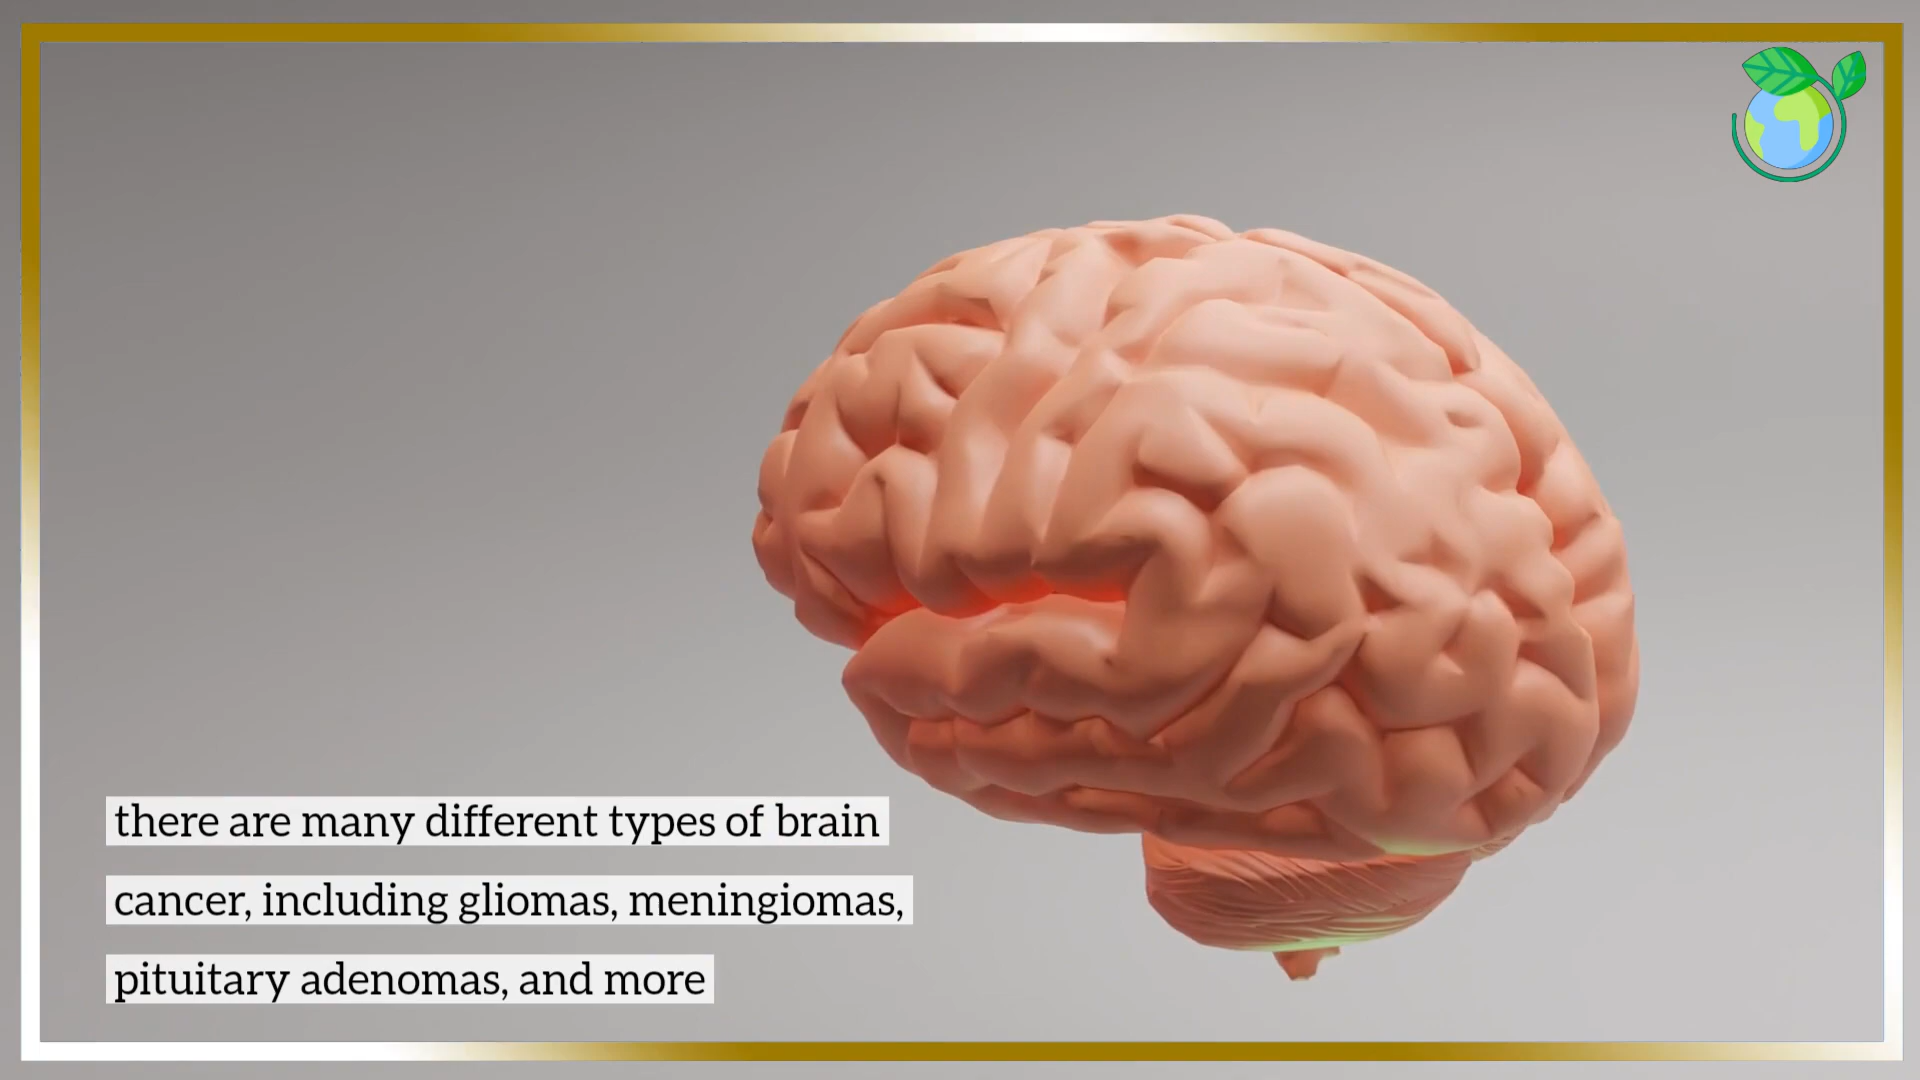 there are many different types of brain
cancer, including gliomas, meningiomas,
pituitary adenomas, and more